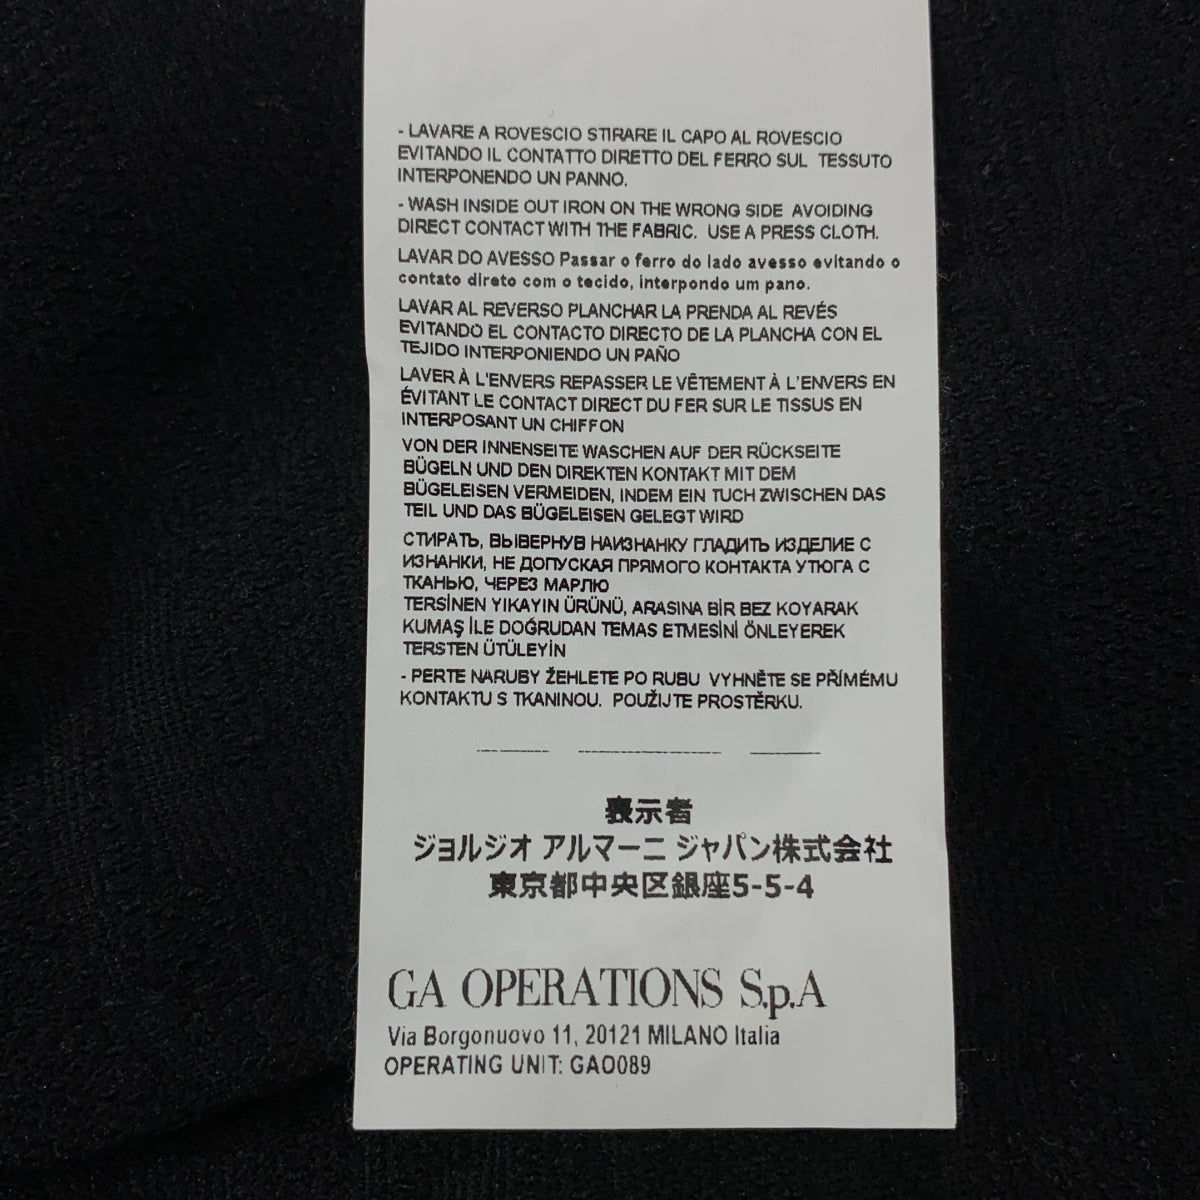 - LAVARE A ROVESCIO STIRARE IL CAPO AL ROVESCIO
EVITANDO IL CONTATTO DIRETTO DEL FERRO SUL TESSUTO
INTERPONENDO UN PANNO.
- WASH INSIDE OUT IRON ON THE WRONG SIDE AVOIDING
DIRECT CONTACT WITH THE FABRIC. USE A PRESS CLOTH.
LAVAR DO AVESSO Passar o ferro do lado avesso evitando o
contato direto com o tecido, interpondo um pano.
LAVAR AL REVERSO PLANCHAR LA PRENDA AL REVÉS
EVITANDO EL CONTACTO DIRECTO DE LA PLANCHA CON EL
TEJIDO INTERPONIENDO UN PAÑO
LAVER À L'ENVERS REPASSER LE VÊTEMENT À L'ENVERS EN
ÉVITANT LE CONTACT DIRECT DU FER SUR LE TISSUS EN
INTERPOSANT UN CHIFFON
VON DER INNENSEITE WASCHEN AUF DER RÜCKSEITE
BÜGELN UND DEN DIREKTEN KONTAKT MIT DEM
BÜGELEISEN VERMEIDEN, INDEM EIN TUCH ZWISCHEN DAS
TEIL UND DAS BÜGELEISEN GELEGT WIRD
СТИРАТЬ, ВЫВЕРНУВ НАИЗНАНКУ ГЛАДИТЬ ИЗДЕЛИЕ С
ИЗНАНКИ, НЕ ДОПУСКАЯ ПРЯМОГО КОНТАКТА УТЮГА С
ТКАНЬЮ, ЧЕРЕЗ МАРЛЮ
TERSİNEN YIKAYIN ÜRÜNÜ, ARASINA BİR BEZ KOYARAK
KUMAŞ İLE DOĞRUDAN TEMAS ETMESİNİ ÖNLEYEREK
TERSTEN ÜTÜLEYİN
- PERTE NARUBY ŽEHLETE PO RUBU VYHNĚTE SE PŘÍMÉMU
KONTAKTU S TKANINOU. POUŽIJTE PROSTĚRKU.
表示者
ジョルジオ アルマーニ ジャパン株式会社
東京都中央区銀座5-5-4
GA OPERATIONS S.p.A
Via Borgonuovo 11, 20121 MILANO Italia
OPERATING UNIT: GAO089